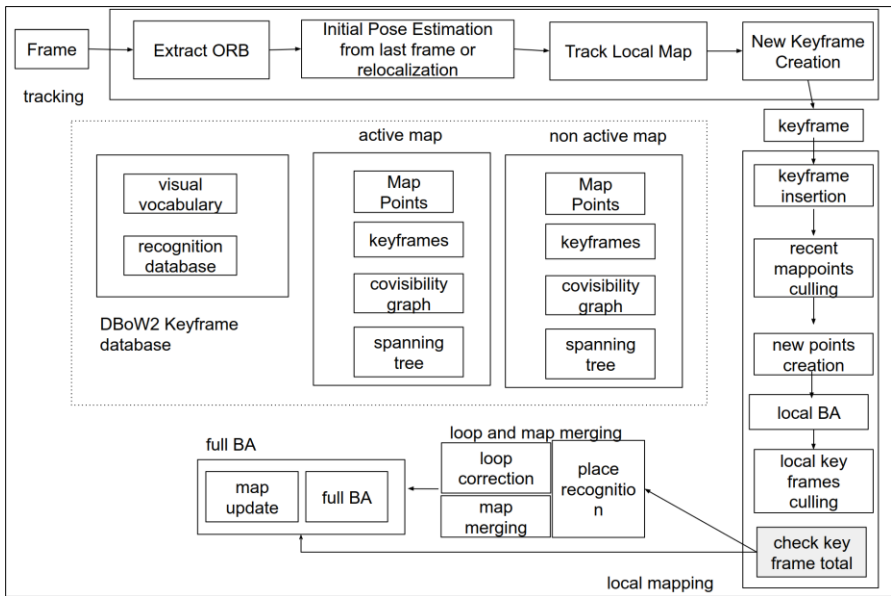 Frame
Extract ORB
Initial Pose Estimation
from last frame or
relocalization
Track Local Map
New Keyframe
Creation
tracking
keyframe
active map
non active map
visual
vocabulary
recognition
database
DBoW2 Keyframe
database
Map
Points
keyframes
covisibility
graph
spanning
tree
Map
Points
keyframes
covisibility
graph
spanning
tree
keyframe
insertion
recent
mappoints
culling
new points
creation
local BA
local key
frames
culling
check key
frame total
local mapping
loop and map merging
loop
correction
map
merging
place
recognitio
n
full BA
map
update
full BA